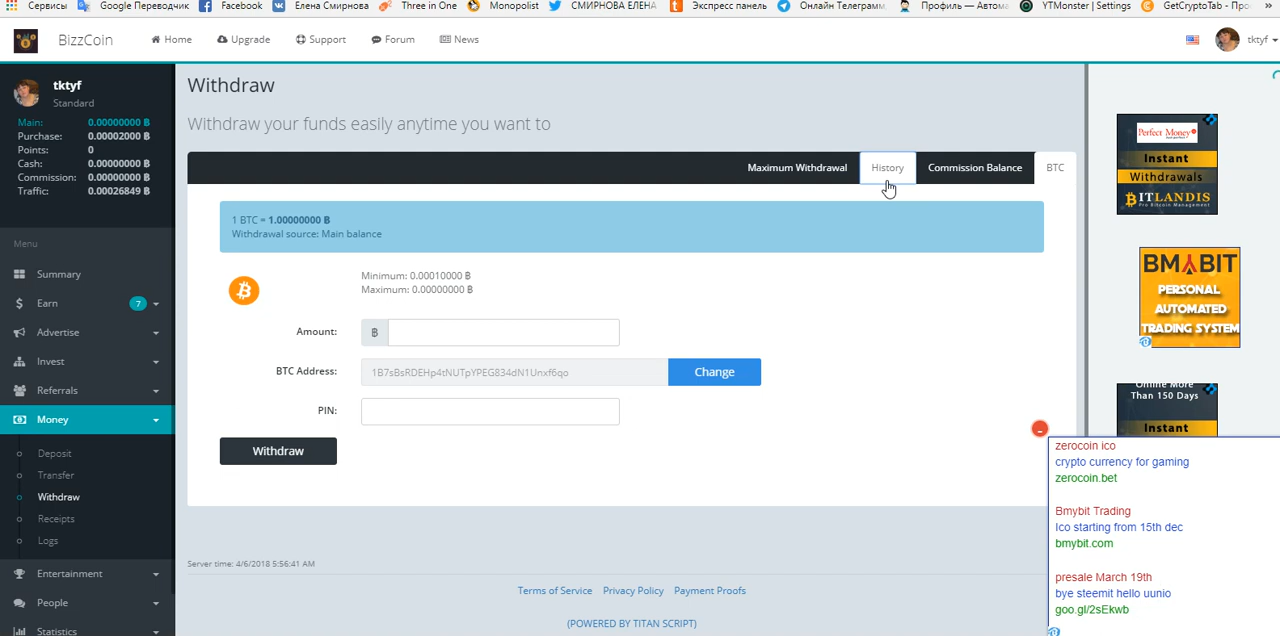 Сервисы
Google Переводчик
Facebook
Елена Смирнова
Three in One
Monopolist
СМИРНОВА ЕЛЕНА
Экспресс панель
Онлайн Телеграмм,
Профиль — Автома
YTMonster | Settings
GetCryptoTab - Про
»
BizzCoin
Home
Upgrade
Support
Forum
News
tktyf
tktyf
Standard
Main: 0.00000000 ฿
Purchase: 0.00002000 ฿
Points: 0
Cash: 0.00000000 ฿
Commission: 0.00000000 ฿
Traffic: 0.00026849 ฿
Menu
Summary
Earn 7
Advertise
Invest
Referrals
Money
Deposit
Transfer
Withdraw
Receipts
Logs
Entertainment
People
Statistics
Withdraw
Withdraw your funds easily anytime you want to
Maximum Withdrawal
History
Commission Balance
BTC
1 BTC = 1.00000000 ฿
Withdrawal source: Main balance
Minimum: 0.00010000 ฿
Maximum: 0.00000000 ฿
Amount: ฿
BTC Address: 1B7sBsRDEHp4tNUTpYPEG834dN1Unxf6qo Change
PIN:
Withdraw
Server time: 4/6/2018 5:56:41 AM
Terms of Service Privacy Policy Payment Proofs
(POWERED BY TITAN SCRIPT)
Perfect Money
Instant
Withdrawals
BITLANDIS
Pro Bitcoin Management
BMYBIT
PERSONAL
AUTOMATED
TRADING SYSTEM
Online More
Than 150 Days
Instant
zerocoin ico
crypto currency for gaming
zerocoin.bet
Bmybit Trading
Ico starting from 15th dec
bmybit.com
presale March 19th
bye steemit hello uunio
goo.gl/2sEkwb